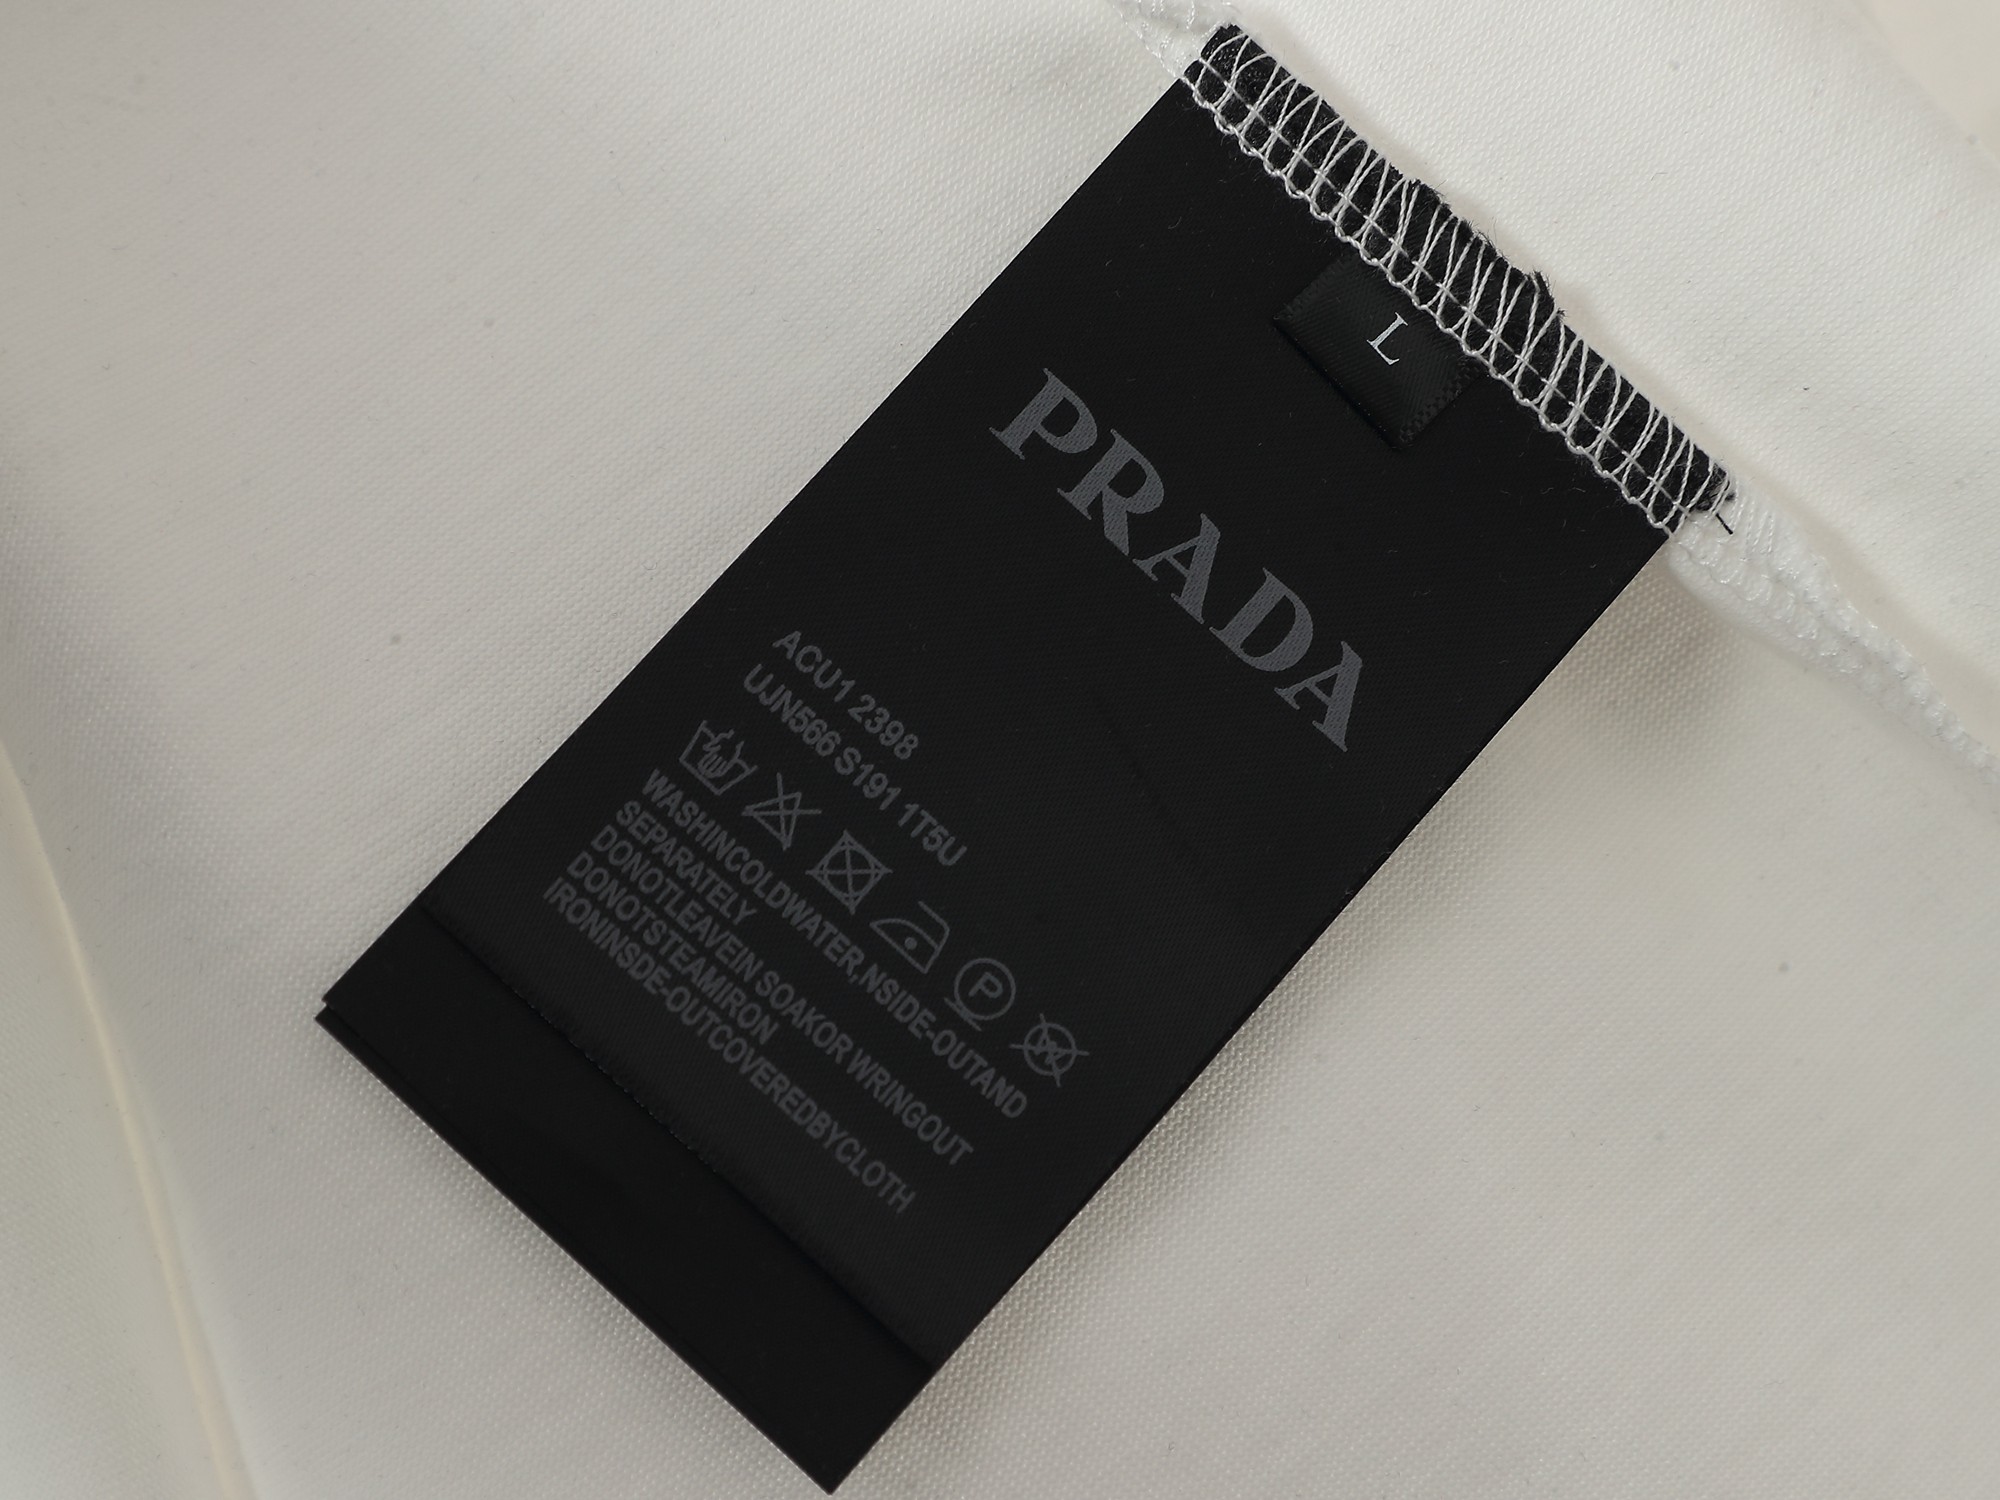 L
PRADA
ACU1 2398
UJN566 S191 1T5U
P
WASHINCOLDWATER,NSIDE-OUTAND
SEPARATELY
DONOTLEAVEIN SOAKOR WRINGOUT
DONOTSTEAMIRON
IRONINSDE-OUTCOVEREDBYCLOTH